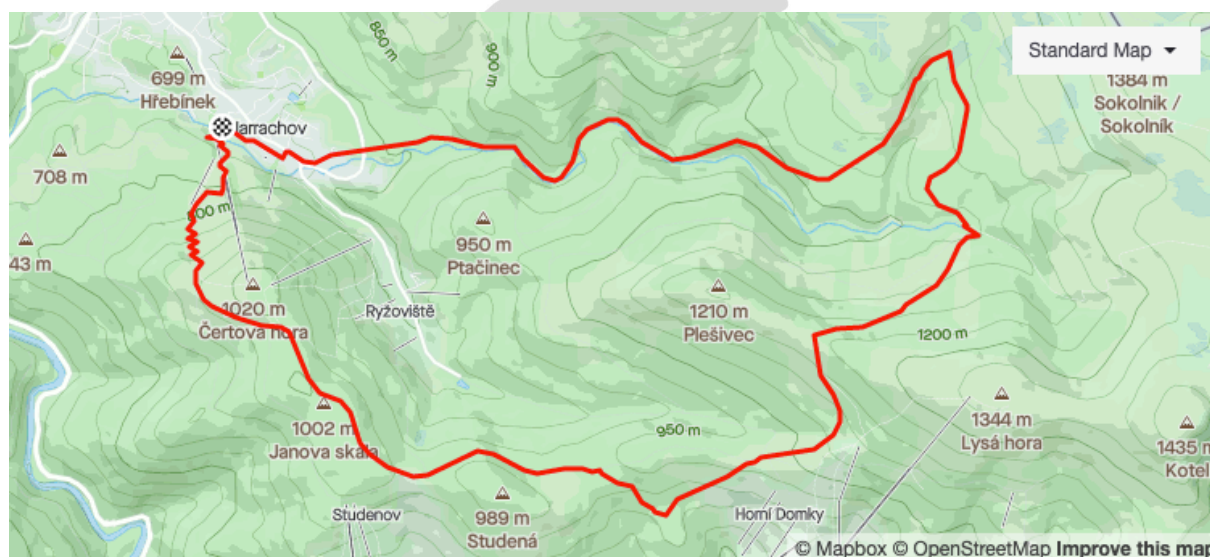 Standard Map
850 m
900 m
699 m
Hřebínek
Jarrachov
708 m
1384 m
Sokolnik /
Sokolník
800 m
43 m
950 m
Ptačinec
1020 m
Čertova hora
Ryžoviště
1210 m
Plešivec
1200 m
1002 m
Janova skála
950 m
1344 m
Lysá hora
1435 m
Kotel
Studenov
989 m
Studená
Horní Domky
© Mapbox © OpenStreetMap Improve this map